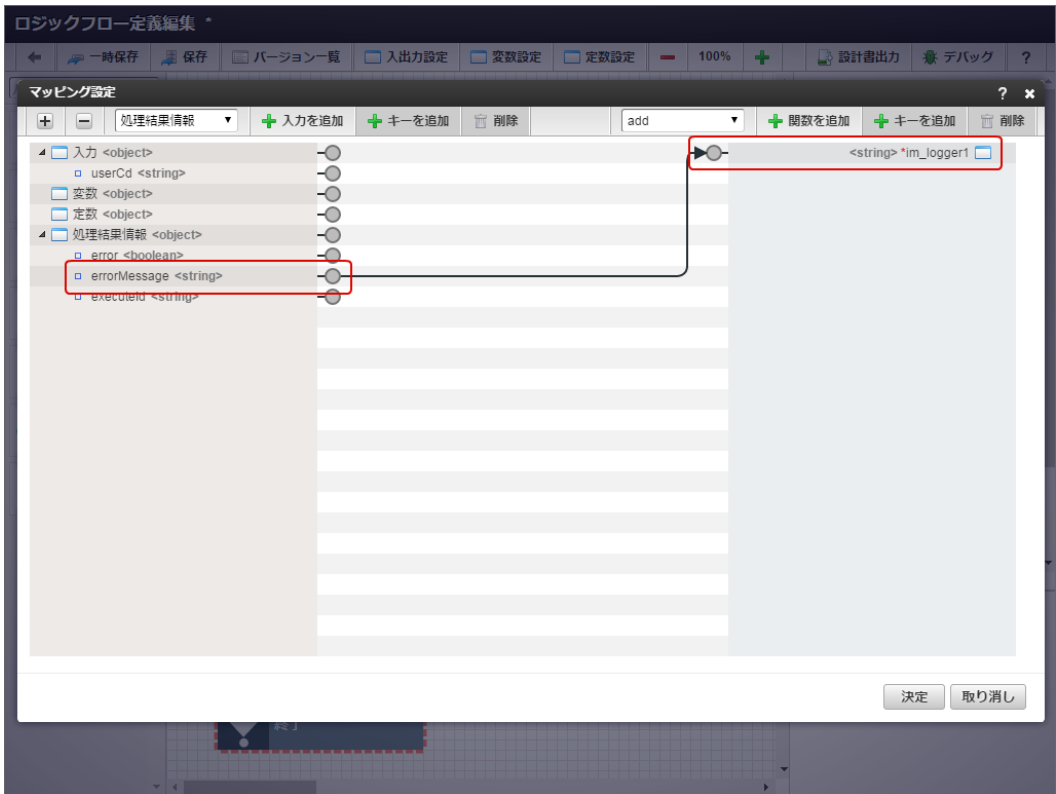 ロジックフロー定義編集 *
一時保存 保存 バージョン一覧 入出力設定 変数設定 定数設定 100% 設計書出力 デバッグ ?
マッピング設定 ?
処理結果情報 入力を追加 キーを追加 削除 add 関数を追加 キーを追加 削除
入力 <object> <string> *im_logger1
userCd <string>
変数 <object>
定数 <object>
処理結果情報 <object>
error <boolean>
errorMessage <string>
executeId <string>
決定 取り消し
終了